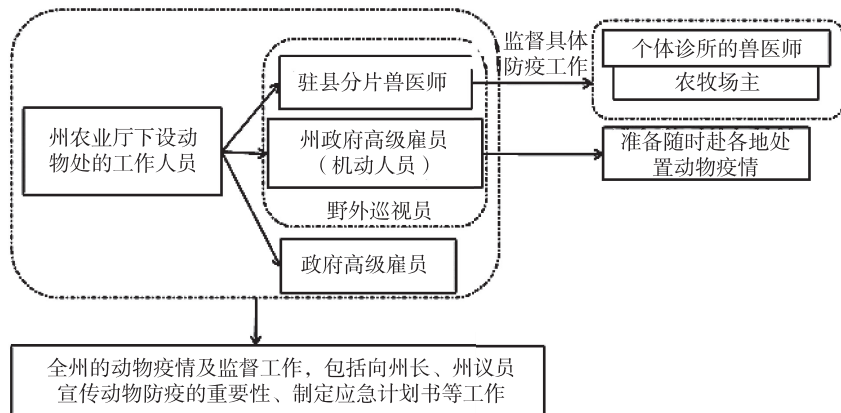 监督具体
防疫工作
个体诊所的兽医师
农牧场主
驻县分片兽医师
州农业厅下设动
物处的工作人员
州政府高级雇员
（机动人员）
准备随时赴各地处
置动物疫情
野外巡视员
政府高级雇员
全州的动物疫情及监督工作，包括向州长、州议员
宣传动物防疫的重要性、制定应急计划书等工作